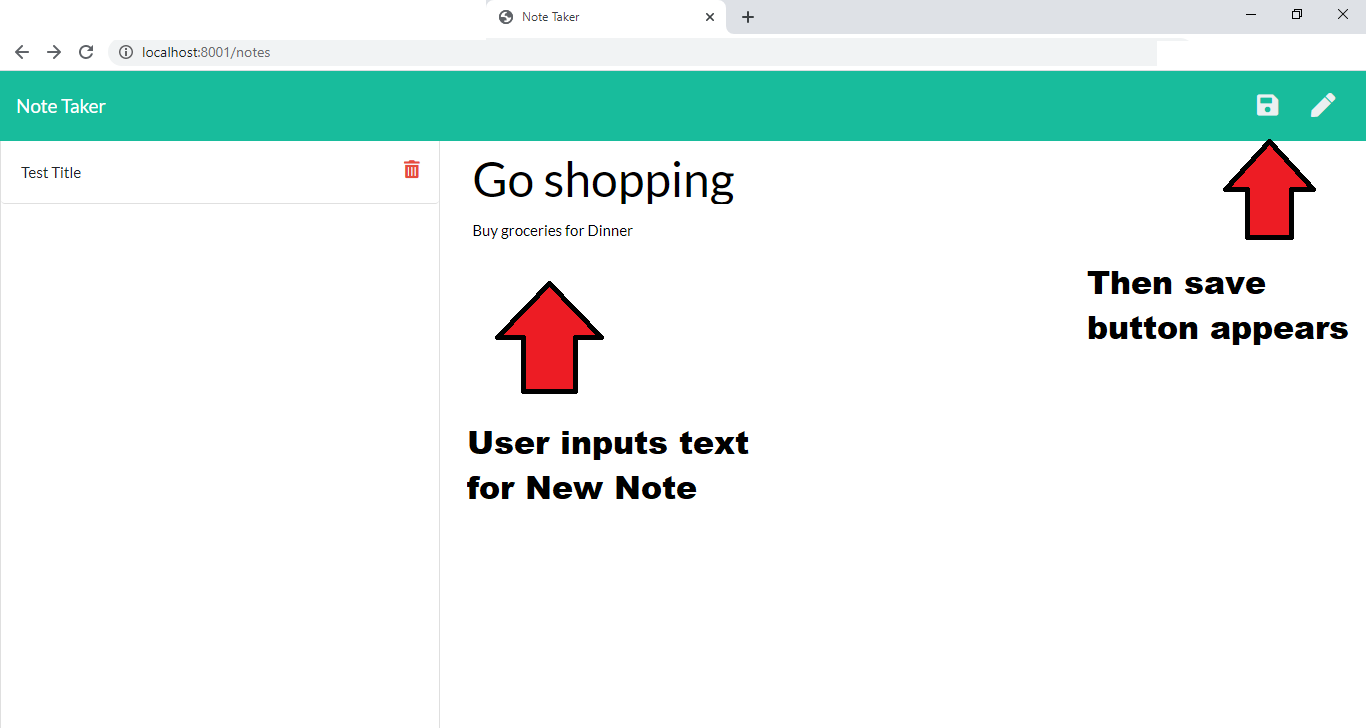 Note Taker
localhost:8001/notes
Note Taker
Test Title
Go shopping
Buy groceries for Dinner
Then save
button appears
User inputs text
for New Note